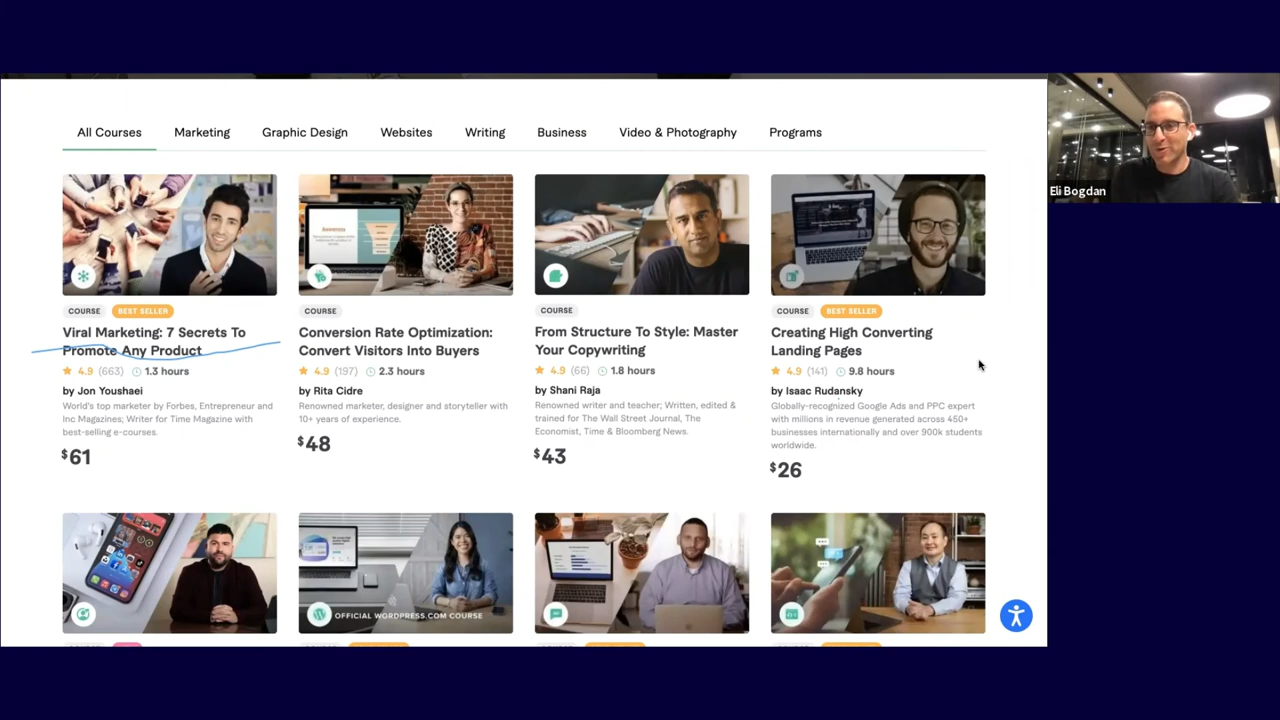 All Courses Marketing Graphic Design Websites Writing Business Video & Photography Programs
Eli Bogdan
COURSE BEST SELLER
Viral Marketing: 7 Secrets To
Promote Any Product
4.9 (663) 1.3 hours
by Jon Youshaei
World's top marketer by Forbes, Entrepreneur and
Inc Magazines; Writer for Time Magazine with
best-selling e-courses.
$61
COURSE
Conversion Rate Optimization:
Convert Visitors Into Buyers
4.9 (197) 2.3 hours
by Rita Cidre
Renowned marketer, designer and storyteller with
10+ years of experience.
$48
COURSE
From Structure To Style: Master
Your Copywriting
4.9 (66) 1.8 hours
by Shani Raja
Renowned writer and teacher; Written, edited &
trained for The Wall Street Journal, The
Economist, Time & Bloomberg News.
$43
COURSE BEST SELLER
Creating High Converting
Landing Pages
4.9 (141) 9.8 hours
by Isaac Rudansky
Globally-recognized Google Ads and PPC expert
with millions in revenue generated across 450+
businesses internationally and over 900k students
worldwide.
$26
OFFICIAL WORDPRESS.COM COURSE